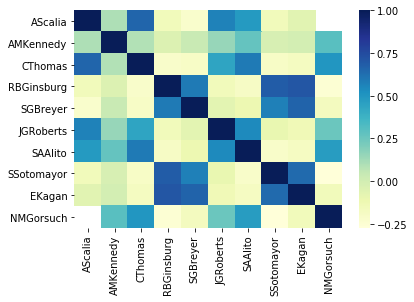 AScalia
AMKennedy
CThomas
RBGinsburg
SGBreyer
JGRoberts
SAAlito
SSotomayor
EKagan
NMGorsuch
AScalia
AMKennedy
CThomas
RBGinsburg
SGBreyer
JGRoberts
SAAlito
SSotomayor
EKagan
NMGorsuch
1.00
0.75
0.50
0.25
0.00
−0.25